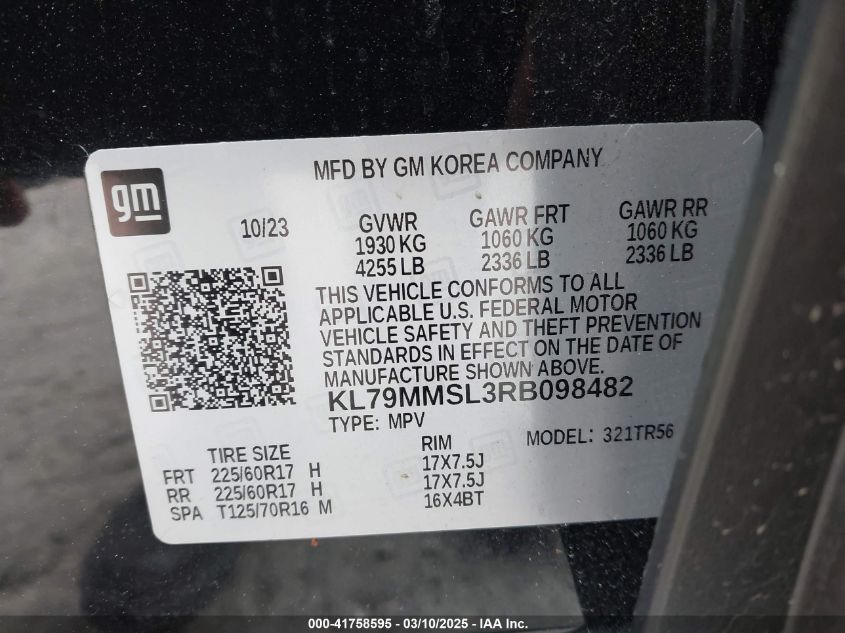 MFD BY GM KOREA COMPANY
gm
10/23
GVWR GAWR FRT GAWR RR
1930 KG 1060 KG 1060 KG
4255 LB 2336 LB 2336 LB
THIS VEHICLE CONFORMS TO ALL
APPLICABLE U.S. FEDERAL MOTOR
VEHICLE SAFETY AND THEFT PREVENTION
STANDARDS IN EFFECT ON THE DATE OF
MANUFACTURE SHOWN ABOVE.
KL79MMSL3RB098482
TYPE: MPV MODEL: 321TR56
TIRE SIZE RIM
FRT 225/60R17 H 17X7.5J
RR 225/60R17 H 17X7.5J
SPA T125/70R16 M 16X4BT
000-41758595 - 03/10/2025 - IAA Inc.